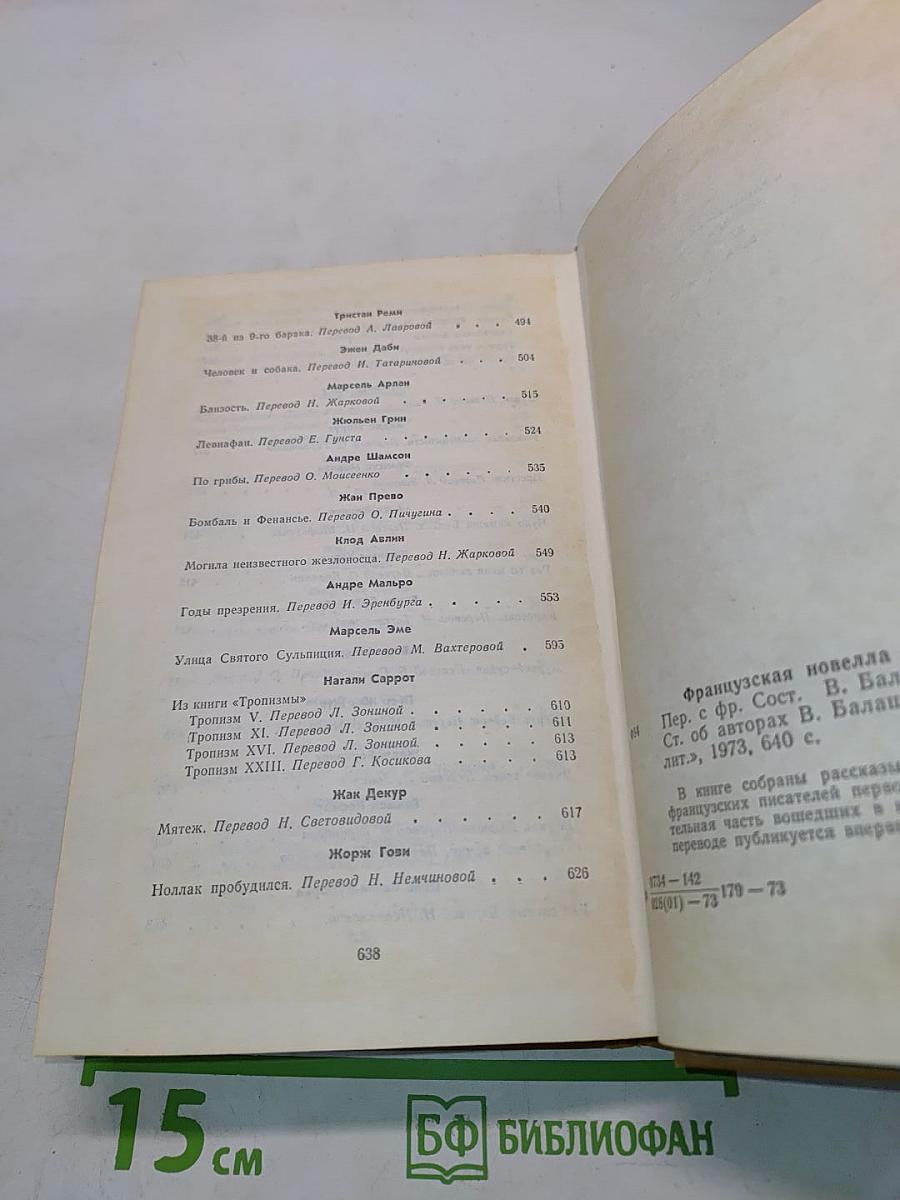 Тристан Реми
38-й из 9-го барака. Перевод А. Лавровой . . . 494
Эжен Даби
Человек и собака. Перевод И. Татариновой . . . 504
Марсель Арлан
Близость. Перевод Н. Жарковой . . . . . . 515
Жюльен Грин
Левиафан. Перевод Е. Гунста . . . . . . . 524
Андре Шамсон
По грибы. Перевод О. Моисеенко . . . . . . 535
Жан Прево
Бомбаль и Фенансье. Перевод О. Пичугина . . . . 540
Клод Авлин
Могила неизвестного жезлоносца. Перевод Н. Жарковой 549
Андре Мальро
Годы презрения. Перевод И. Эренбурга . . . . . 553
Марсель Эме
Улица Святого Сульпиция. Перевод М. Вахтеровой . 595
Натали Саррот
Из книги «Тропизмы»
Тропизм V. Перевод Л. Зониной . . . . . . 610
Тропизм XI. Перевод Л. Зониной . . . . . . 611
Тропизм XVI. Перевод Л. Зониной . . . . . 613
Тропизм XXIII. Перевод Г. Косикова . . . . 613
Жак Декур
Мятеж. Перевод Н. Световидовой . . . . . . 617
Жорж Гови
Ноллак пробудился. Перевод Н. Немчиновой . . . 626
638
Французская новелла
Пер. с фр. Сост. В. Бал
Ст. об авторах В. Балаш
лит.», 1973, 640 с.
В книге собраны рассказы
французских писателей перво
тельная часть вошедших в
переводе публикуется вперв
179 — 73
15 см
БФ БИБЛИОФАН